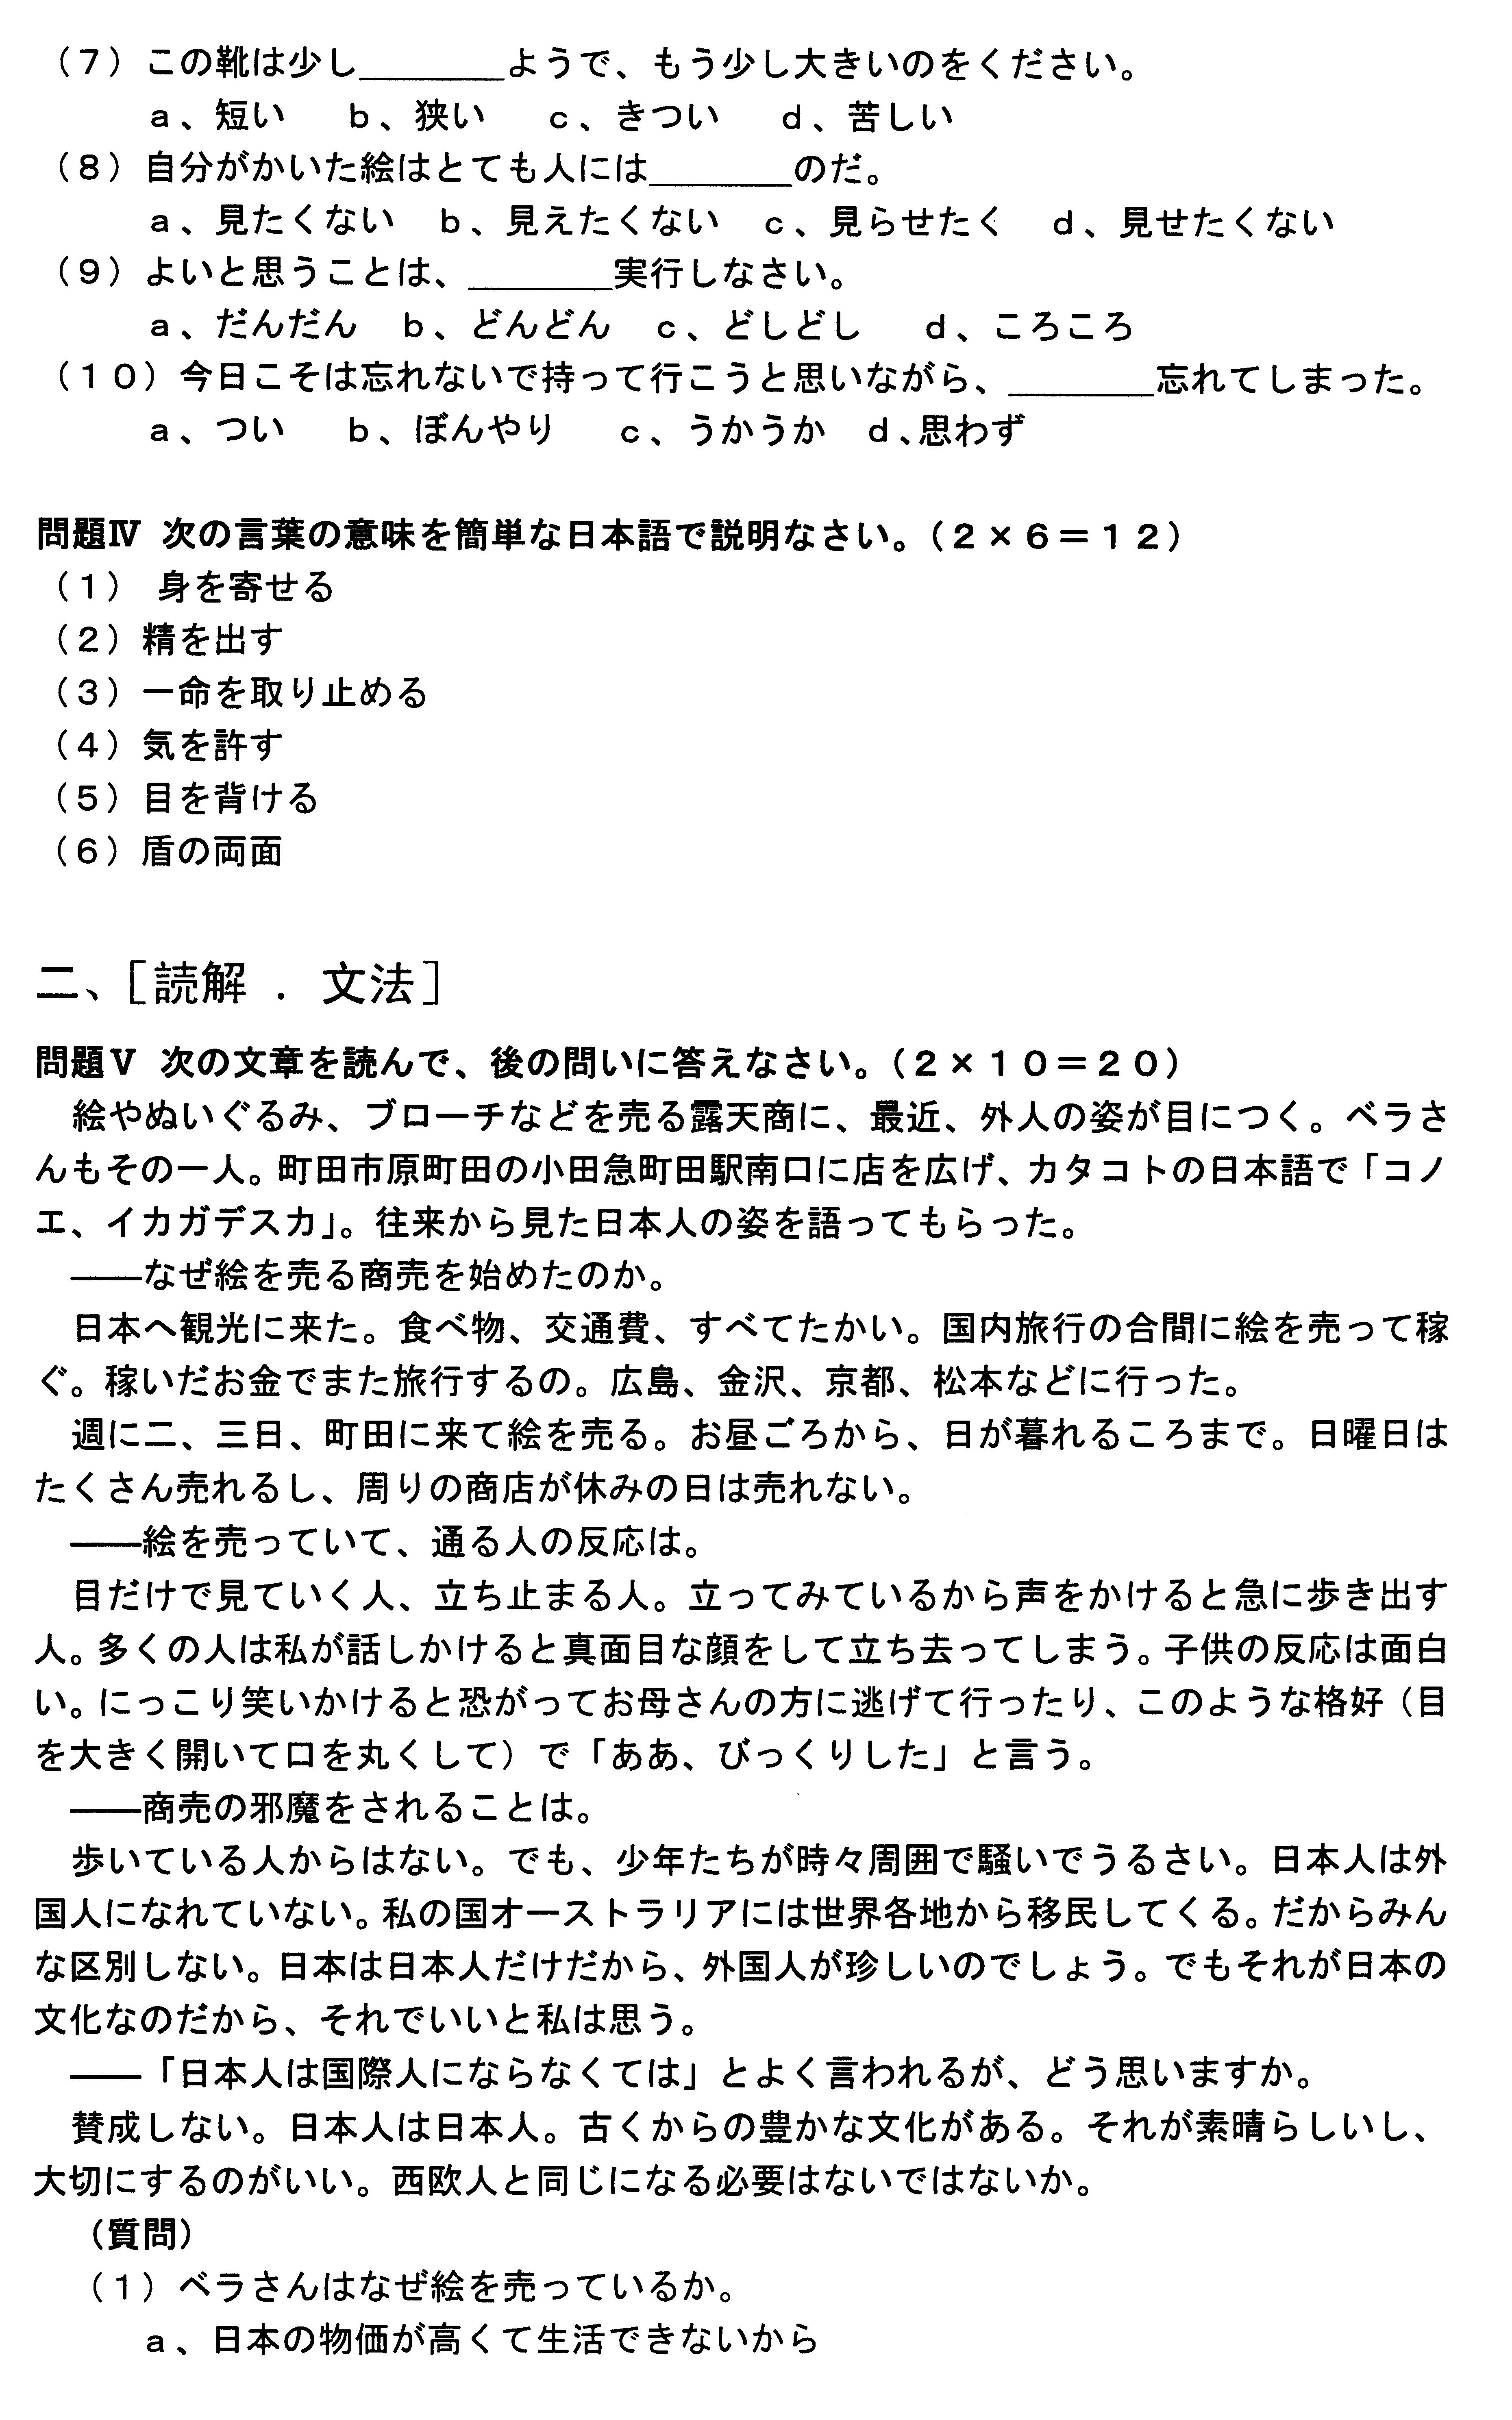 （７）この靴は少し________ようで、もう少し大きいのをください。
ａ、短い　ｂ、狭い　ｃ、きつい　ｄ、苦しい
（８）自分がかいた絵はとても人には________のだ。
ａ、見たくない　ｂ、見えたくない　ｃ、見らせたく　ｄ、見せたくない
（９）よいと思うことは、________実行しなさい。
ａ、だんだん　ｂ、どんどん　ｃ、どしどし　ｄ、ころころ
（１０）今日こそは忘れないで持って行こうと思いながら、________忘れてしまった。
ａ、つい　ｂ、ぼんやり　ｃ、うかうか　ｄ、思わず
問題Ⅳ 次の言葉の意味を簡単な日本語で説明なさい。（２×６＝１２）
（１） 身を寄せる
（２）精を出す
（３）一命を取り止める
（４）気を許す
（５）目を背ける
（６）盾の両面
二、［読解 ． 文法］
問題Ⅴ 次の文章を読んで、後の問いに答えなさい。（２×１０＝２０）
絵やぬいぐるみ、ブローチなどを売る露天商に、最近、外人の姿が目につく。ベラさ
んもその一人。町田市原町田の小田急町田駅南口に店を広げ、カタコトの日本語で「コノ
エ、イカガデスカ」。往来から見た日本人の姿を語ってもらった。
――なぜ絵を売る商売を始めたのか。
日本へ観光に来た。食べ物、交通費、すべてたかい。国内旅行の合間に絵を売って稼
ぐ。稼いだお金でまた旅行するの。広島、金沢、京都、松本などに行った。
週に二、三日、町田に来て絵を売る。お昼ごろから、日が暮れるころまで。日曜日は
たくさん売れるし、周りの商店が休みの日は売れない。
――絵を売っていて、通る人の反応は。
目だけで見ていく人、立ち止まる人。立ってみているから声をかけると急に歩き出す
人。多くの人は私が話しかけると真面目な顔をして立ち去ってしまう。子供の反応は面白
い。にっこり笑いかけると恐がってお母さんの方に逃げて行ったり、このような格好（目
を大きく開いて口を丸くして）で「ああ、びっくりした」と言う。
――商売の邪魔をされることは。
歩いている人からはない。でも、少年たちが時々周囲で騒いでうるさい。日本人は外
国人になれていない。私の国オーストラリアには世界各地から移民してくる。だからみん
な区別しない。日本は日本人だけだから、外国人が珍しいのでしょう。でもそれが日本の
文化なのだから、それでいいと私は思う。
――「日本人は国際人にならなくては」とよく言われるが、どう思いますか。
賛成しない。日本人は日本人。古くからの豊かな文化がある。それが素晴らしいし、
大切にするのがいい。西欧人と同じになる必要はないではないか。
（質問）
（１）ベラさんはなぜ絵を売っているか。
ａ、日本の物価が高くて生活できないから